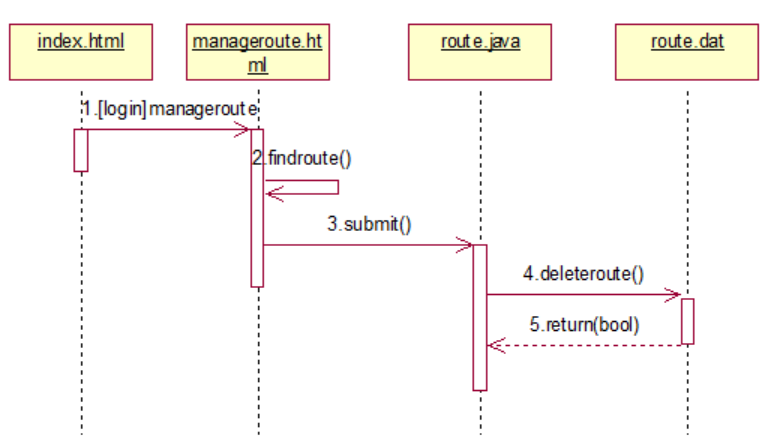 index.html
manageroute.ht
ml
route.java
route.dat
1.[login]manageroute
2.findroute()
3.submit()
4.deleteroute()
5.return(bool)